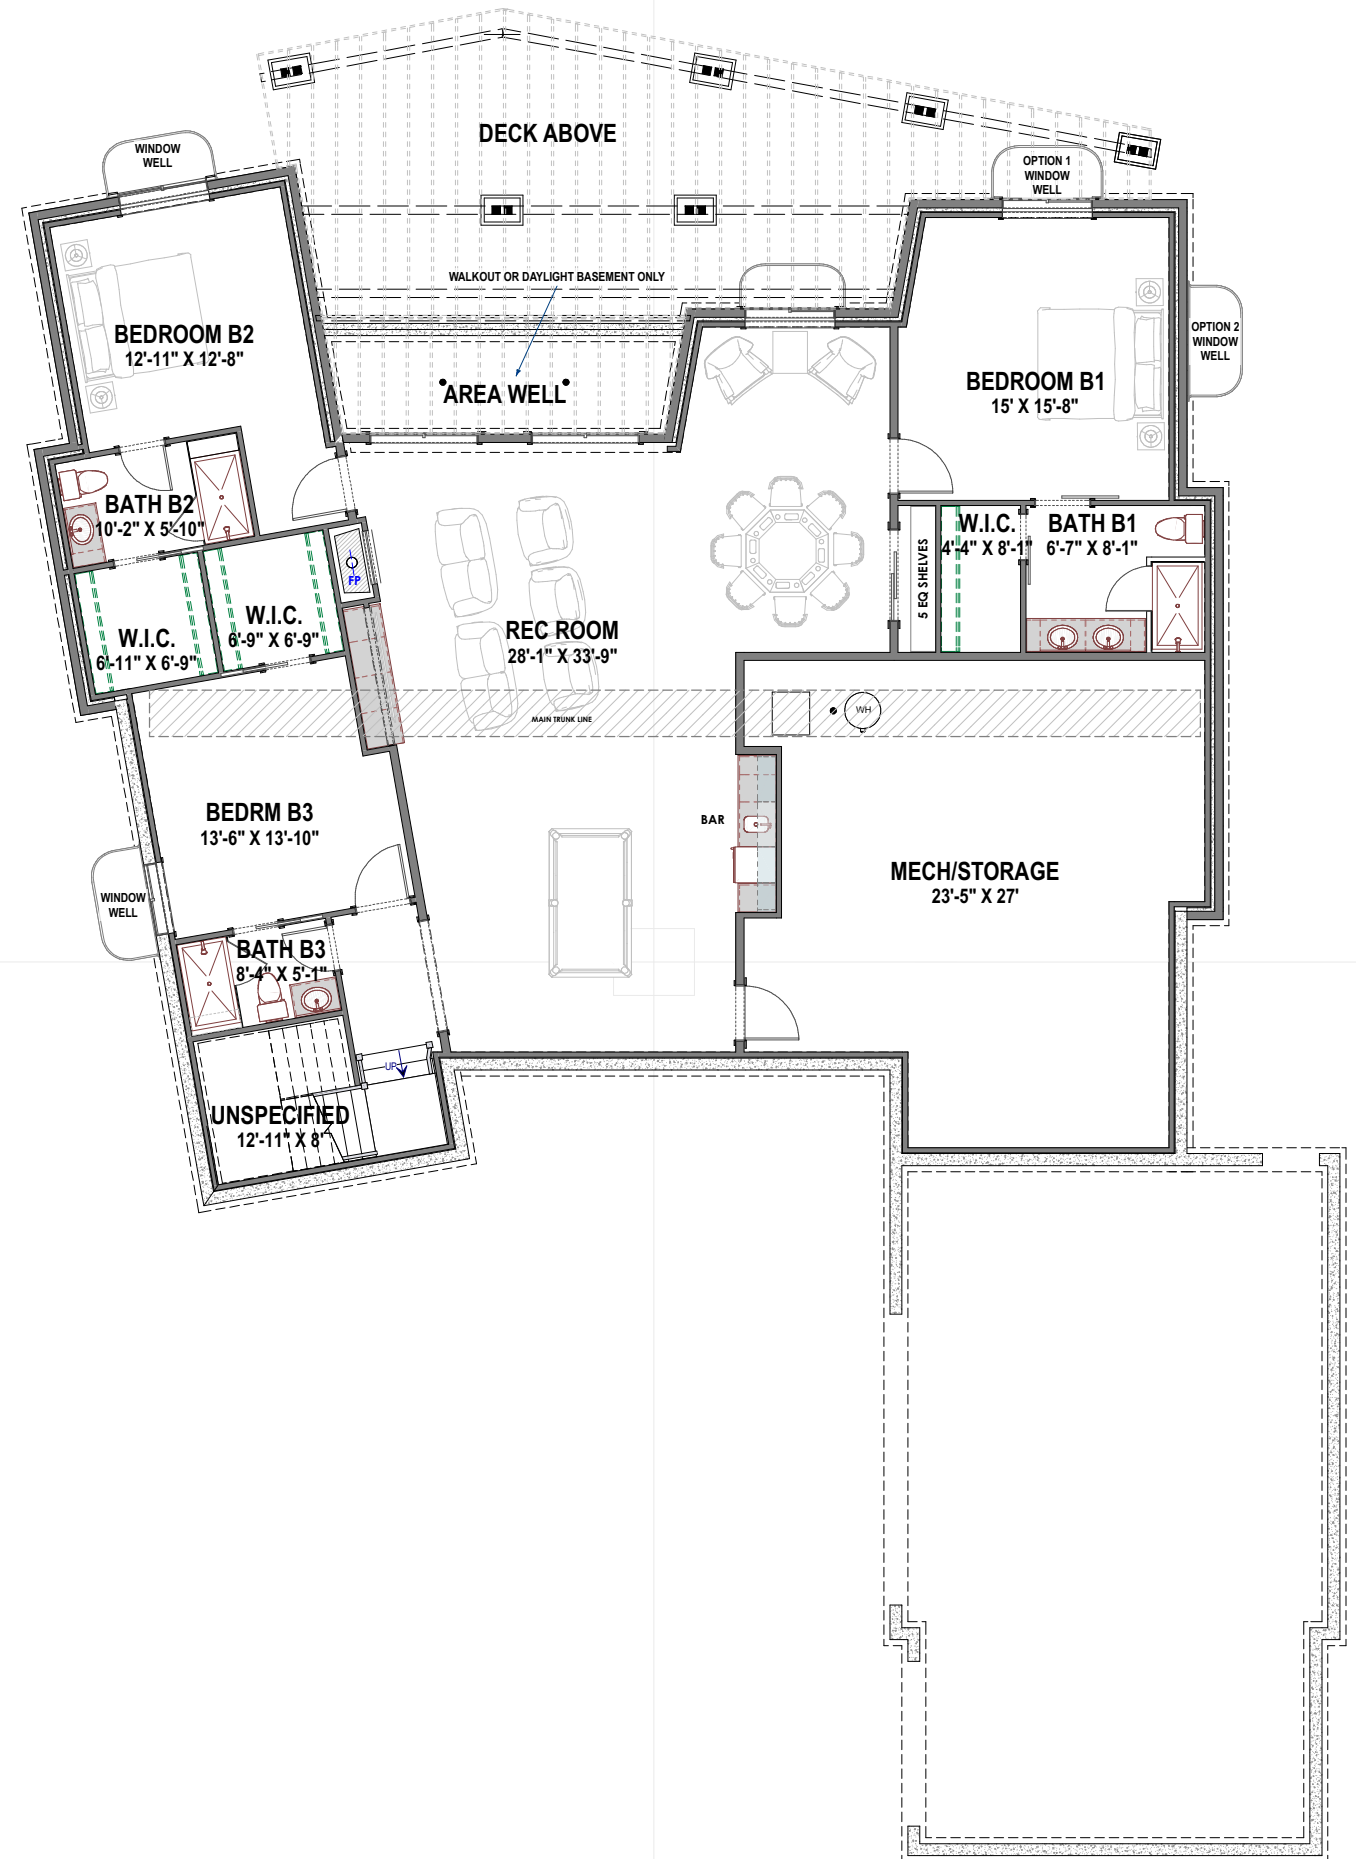 DECK ABOVE
WINDOW
WELL
OPTION 1
WINDOW
WELL
WALKOUT OR DAYLIGHT BASEMENT ONLY
BEDROOM B2
12'-11" X 12'-8"
AREA WELL
BEDROOM B1
15' X 15'-8"
OPTION 2
WINDOW
WELL
BATH B2
10'-2" X 5'-10"
W.I.C.
4'-4" X 8'-1"
BATH B1
6'-7" X 8'-1"
5 EQ SHELVES
FP
W.I.C.
6'-9" X 6'-9"
W.I.C.
6'-11" X 6'-9"
REC ROOM
28'-1" X 33'-9"
MAIN TRUNK LINE
WH
BEDRM B3
13'-6" X 13'-10"
BAR
MECH/STORAGE
23'-5" X 27'
WINDOW
WELL
BATH B3
8'-4" X 5'-1"
UP
UNSPECIFIED
12'-11" X 8'